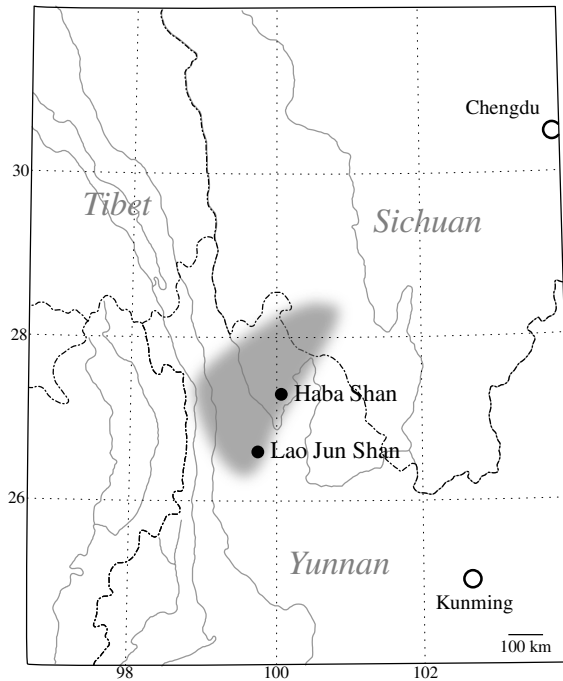 Chengdu
30
Tibet
Sichuan
28
Haba Shan
Lao Jun Shan
26
Yunnan
Kunming
100 km
98
100
102